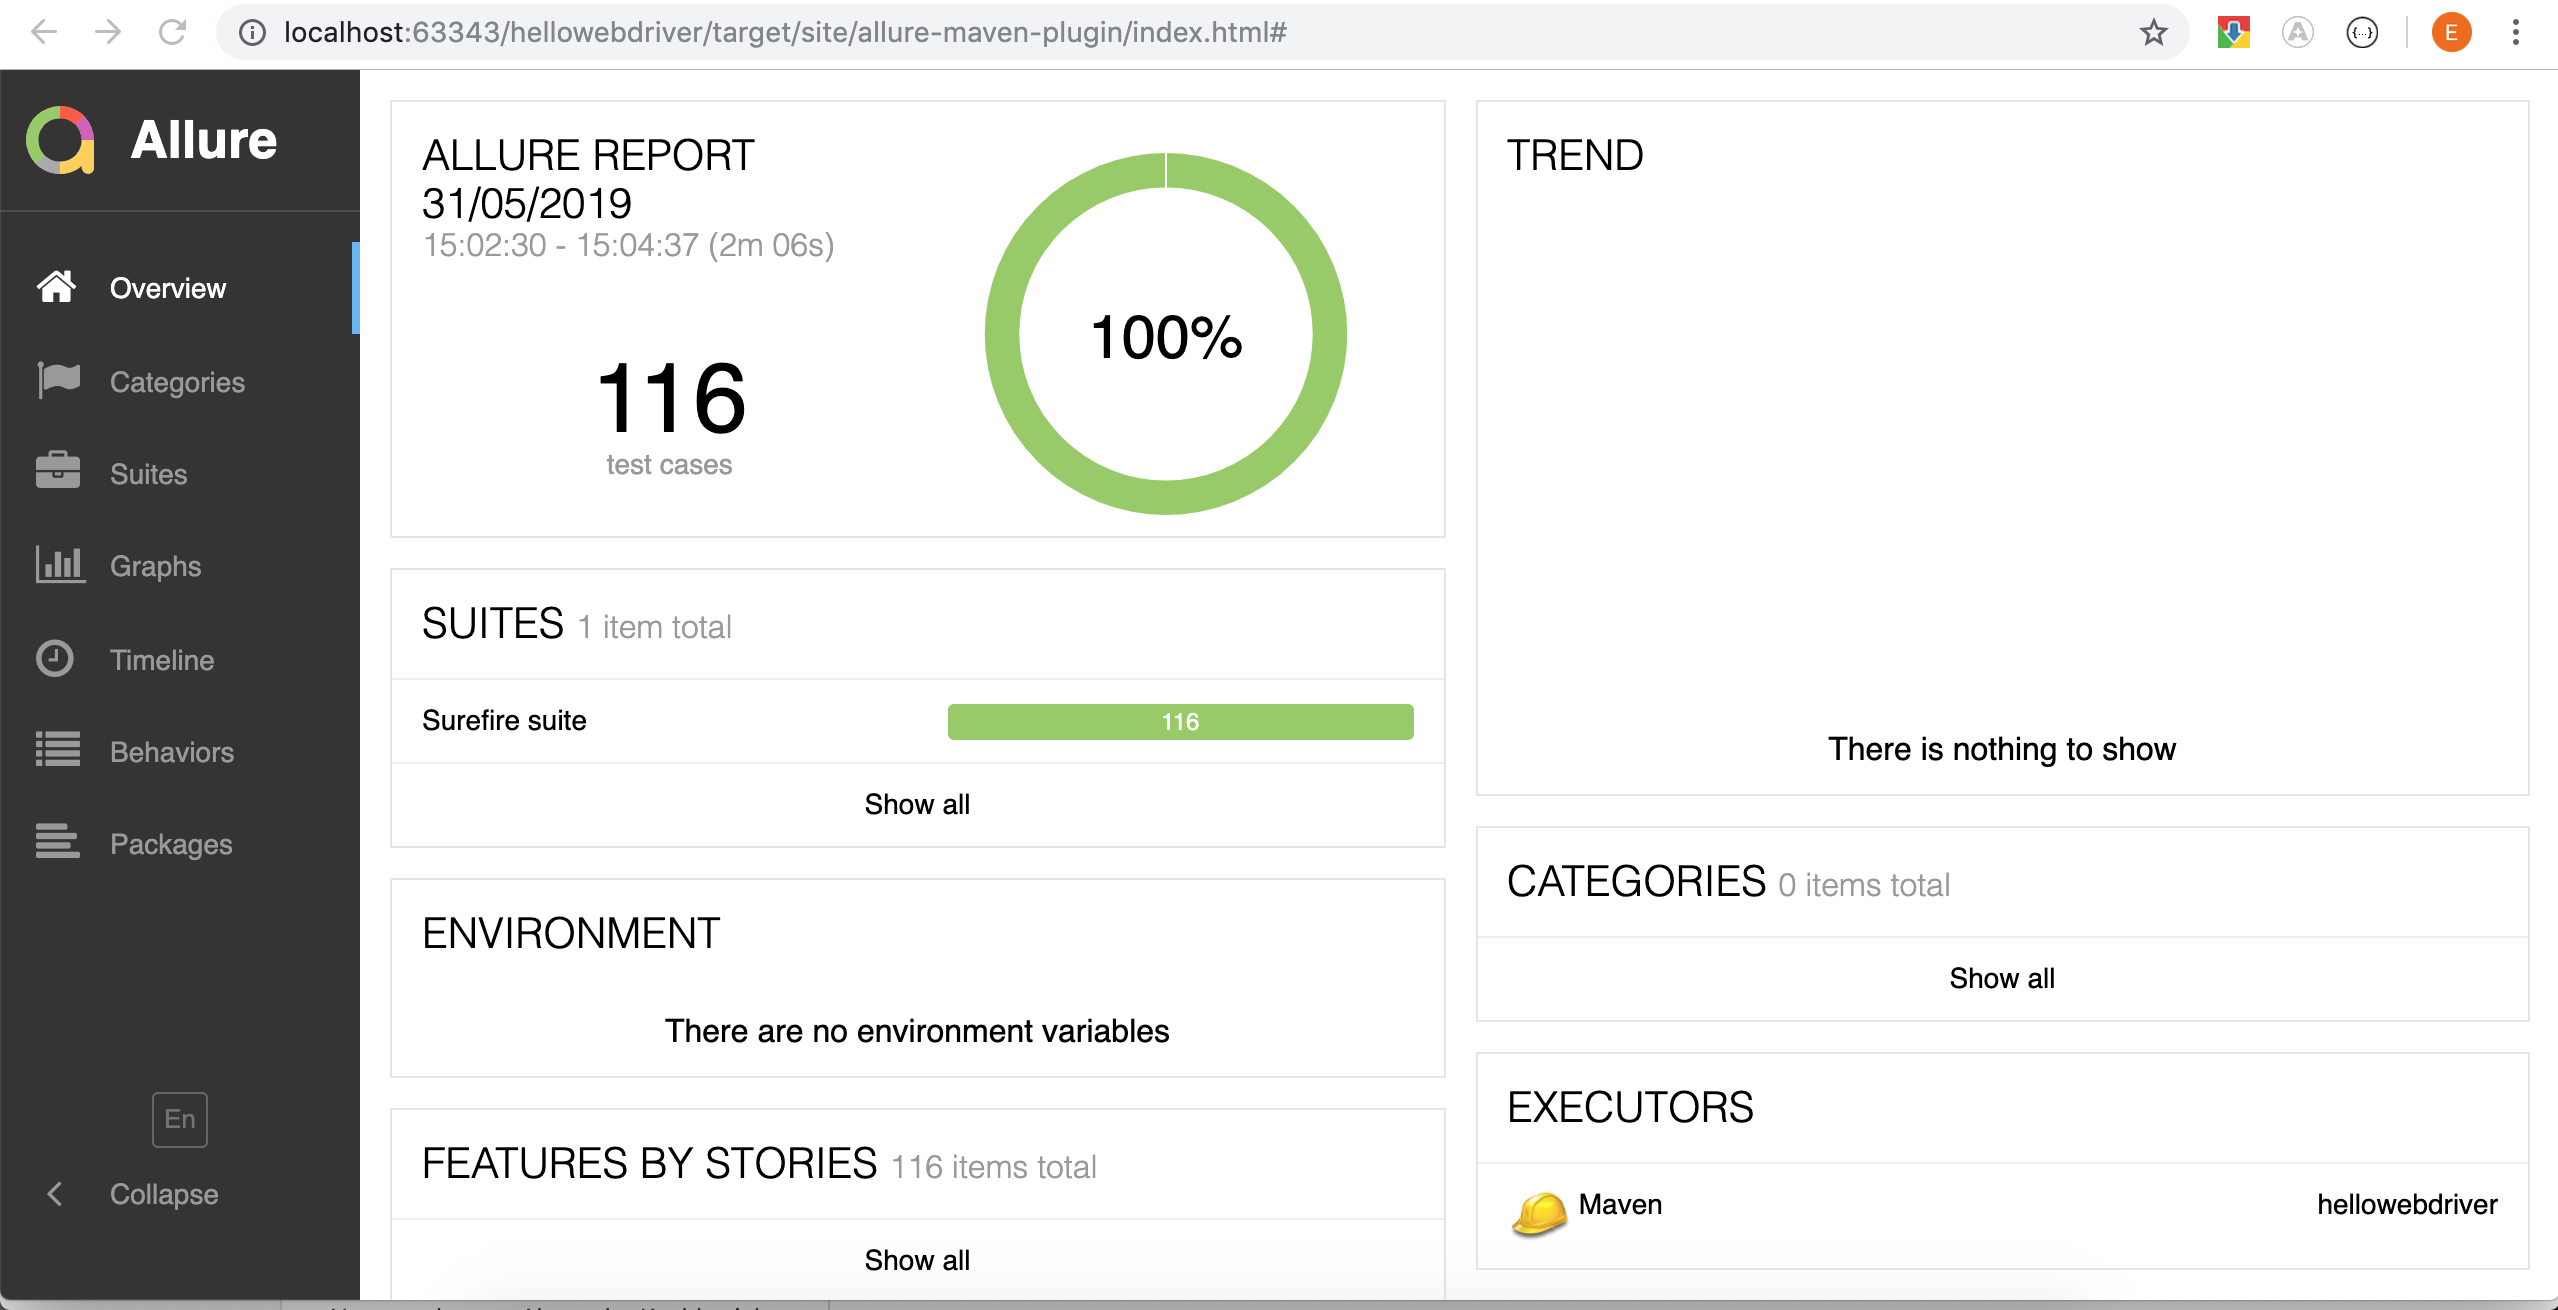 localhost:63343/hellowebdriver/target/site/allure-maven-plugin/index.html#
E
Allure
Overview
Categories
Suites
Graphs
Timeline
Behaviors
Packages
En
Collapse
ALLURE REPORT
31/05/2019
15:02:30 - 15:04:37 (2m 06s)
116
test cases
100%
SUITES 1 item total
Surefire suite 116
Show all
ENVIRONMENT
There are no environment variables
FEATURES BY STORIES 116 items total
Show all
TREND
There is nothing to show
CATEGORIES 0 items total
Show all
EXECUTORS
Maven hellowebdriver